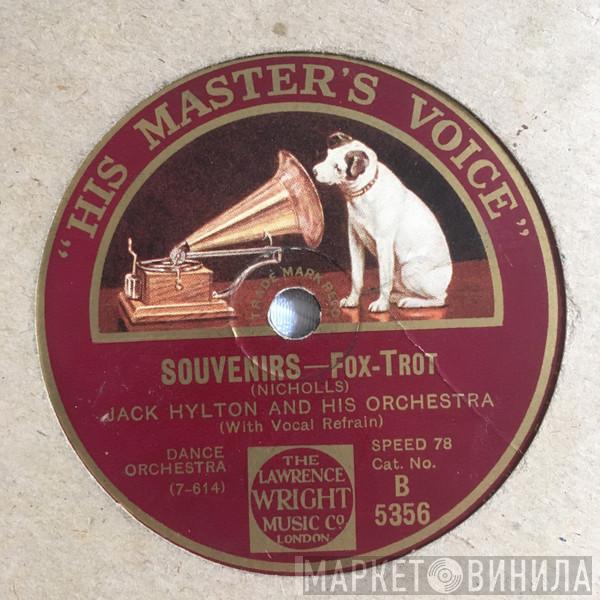 "HIS MASTER'S VOICE"
TRADE MARK REGD
SOUVENIRS—FOX-TROT
(NICHOLLS)
JACK HYLTON AND HIS ORCHESTRA
(With Vocal Refrain)
DANCE
ORCHESTRA
(7-614)
THE
LAWRENCE
WRIGHT
MUSIC CO
LONDON
SPEED 78
Cat. No.
B
5356
МАРКЕТ ВИНИЛА